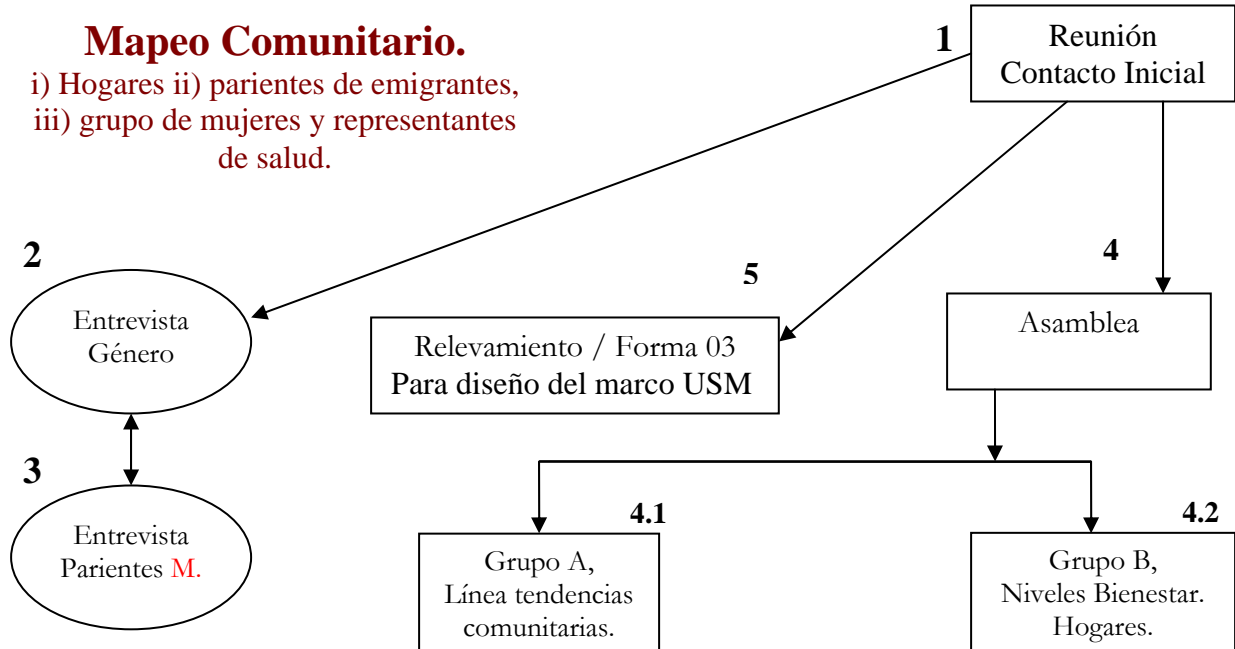 Mapeo Comunitario.
i) Hogares ii) parientes de emigrantes,
iii) grupo de mujeres y representantes
de salud.
1
Reunión
Contacto Inicial
2
Entrevista
Género
5
Relevamiento / Forma 03
Para diseño del marco USM
4
Asamblea
3
Entrevista
Parientes M.
4.1
Grupo A,
Línea tendencias
comunitarias.
4.2
Grupo B,
Niveles Bienestar.
Hogares.